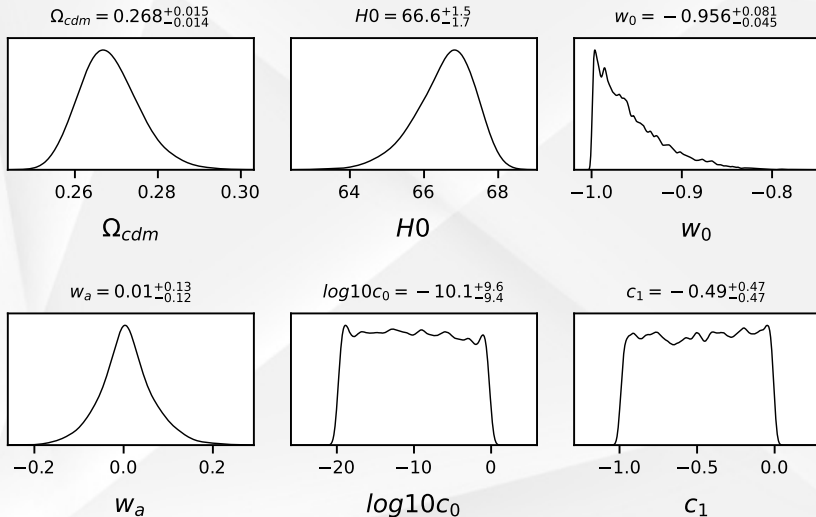 Ω_cdm = 0.268^{+0.015}_{-0.014}
H0 = 66.6^{+1.5}_{-1.7}
w_0 = −0.956^{+0.081}_{-0.045}
0.26 0.28 0.30
64 66 68
−1.0 −0.9 −0.8
Ω_cdm
H0
w_0
w_a = 0.01^{+0.13}_{-0.12}
log10c_0 = −10.1^{+9.6}_{-9.4}
c_1 = −0.49^{+0.47}_{-0.47}
−0.2 0.0 0.2
−20 −10 0
−1.0 −0.5 0.0
w_a
log10c_0
c_1